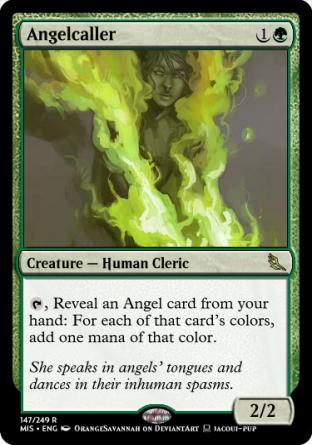 Angelcaller 1
Creature — Human Cleric
, Reveal an Angel card from your
hand: For each of that card's colors,
add one mana of that color.
She speaks in angels' tongues and
dances in their inhuman spasms.
2/2
147/249 R
MIS • ENG OrangeSavannah on DeviantArt iacoui-pup